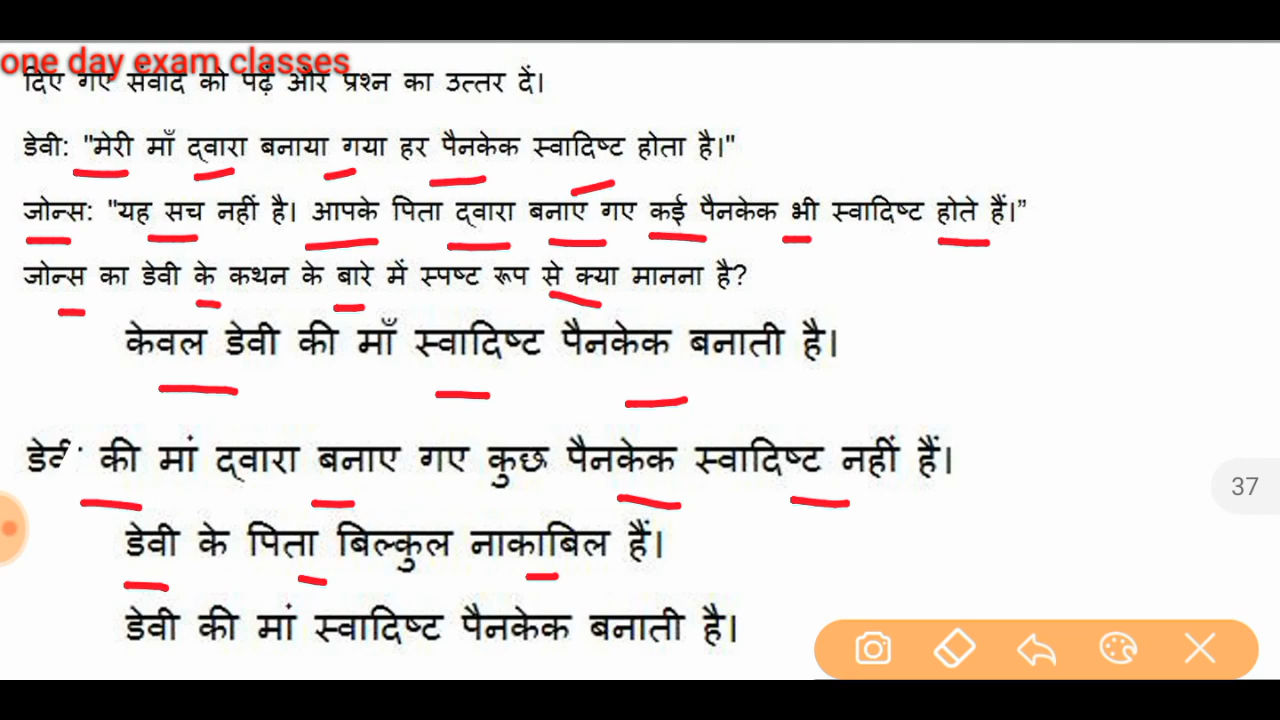 one day exam classes
दिए गए संवाद को पढ़ें और प्रश्न का उत्तर दें।
डेवी: "मेरी माँ द्वारा बनाया गया हर पैनकेक स्वादिष्ट होता है।"
जोन्स: "यह सच नहीं है। आपके पिता द्वारा बनाए गए कई पैनकेक भी स्वादिष्ट होते हैं।”
जोन्स का डेवी के कथन के बारे में स्पष्ट रूप से क्या मानना है?
केवल डेवी की माँ स्वादिष्ट पैनकेक बनाती है।
डेवी की मां द्वारा बनाए गए कुछ पैनकेक स्वादिष्ट नहीं हैं।
37
डेवी के पिता बिल्कुल नाकाबिल हैं।
डेवी की मां स्वादिष्ट पैनकेक बनाती है।